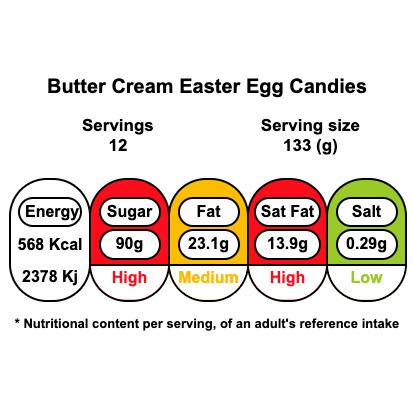 Butter Cream Easter Egg Candies
Servings Serving size
12 133 (g)
Energy Sugar Fat Sat Fat Salt
568 Kcal 90g 23.1g 13.9g 0.29g
2378 Kj High Medium High Low
* Nutritional content per serving, of an adult's reference intake